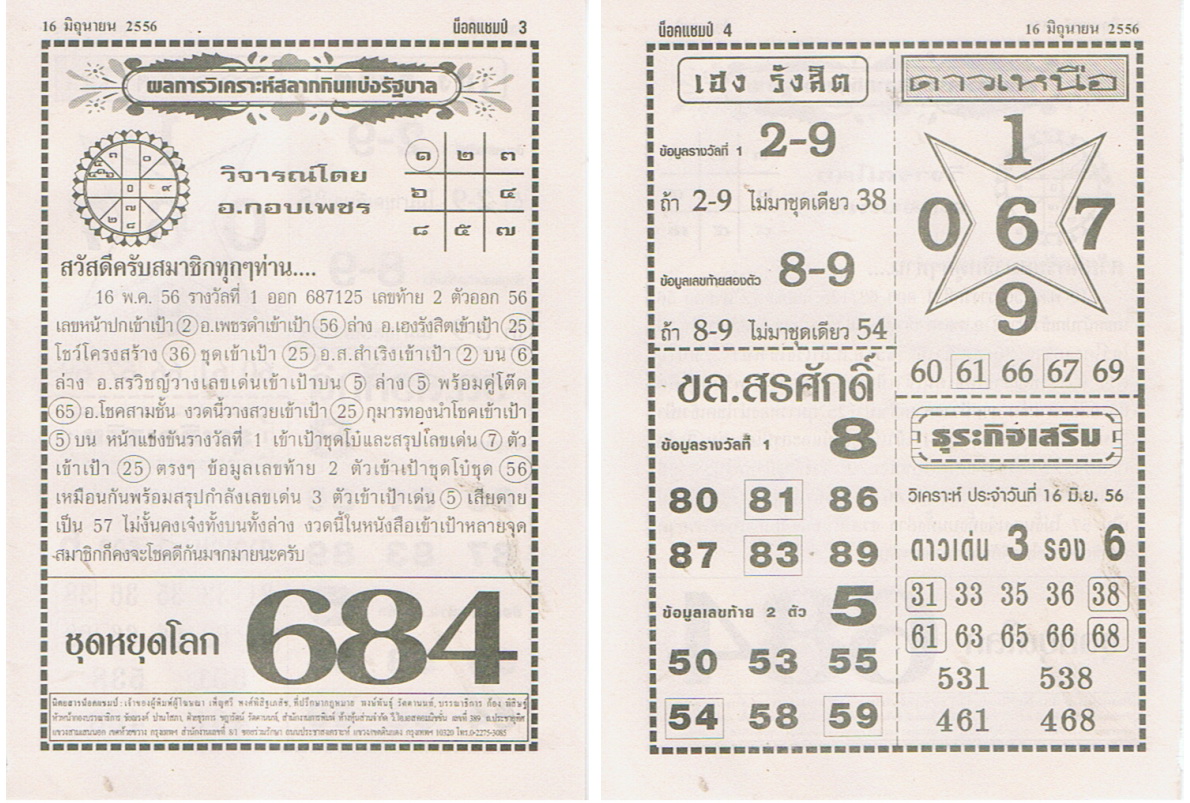 16 มิถุนายน 2556
น็อคแชมป์ 3
ผลการวิเคราะห์สลากกินแบ่งรัฐบาล
วิจารณ์โดย
อ.กอบเพชร
๑ ๒ ๓
๖ ๔
๘ ๕ ๗
สวัสดีครับสมาชิกทุกๆท่าน....
16 พ.ค. 56 รางวัลที่ 1 ออก 687125 เลขท้าย 2 ตัวออก 56
เลขหน้าปกเข้าเป้า 2 อ.เพชรดำเข้าเป้า 56 ล่าง อ.เฮงรังสิตเข้าเป้า 25
โชว์โครงสร้าง 36 ชุดเข้าเป้า 25 อ.ส.สำเริงเข้าเป้า 2 บน 6
ล่าง อ.สรวิชญ์วางเลขเด่นเข้าเป้าบน 5 ล่าง 5 พร้อมคู่โต๊ด
65 อ.โชคสามชั้น งวดนี้วางสวยเข้าเป้า 25 กุมารทองนำโชคเข้าเป้า
5 บน หน้าแข่งขันรางวัลที่ 1 เข้าเป้าชุดโบ้และสรุปโลขเด่น 7 ตัว
เข้าเป้า 25 ตรงๆ ข้อมูลเลขท้าย 2 ตัวเข้าเป้าชุดโบ๊ชุด 56
เหมือนกันพร้อมสรุปกำลังเลขเด่น 3 ตัวเข้าเป้าเด่น 5 เสียดาย
เป็น 57 ไม่งั้นคงเจ๋งทั้งบนทั้งล่าง งวดนี้ในหนังสือเข้าเป้าหลายจุด
สมาชิกก็คงจะโชคดีกันมากมายนะครับ
ชุดหยุดโลก 684
น็อคแชมป์ 4
16 มิถุนายน 2556
เฮง รังสิต
ข้อมูลรางวัลที่ 1 2-9
ถ้า 2-9 ไม่มาชุดเดียว 38
ข้อมูลเลขท้ายสองตัว 8-9
ถ้า 8-9 ไม่มาชุดเดียว 54
ขล.สรศักดิ์
ข้อมูลรางวัลที่ 1 8
80 81 86
87 83 89
ข้อมูลเลขท้าย 2 ตัว 5
50 53 55
54 58 59
ดาวเหนือ
1
0 6 7
9
60 61 66 67 69
ธุระกิจเสริม
วิเคราะห์ ประจำวันที่ 16 มิ.ย. 56
ดาวเด่น 3 รอง 6
31 33 35 36 38
61 63 65 66 68
531 538
461 468